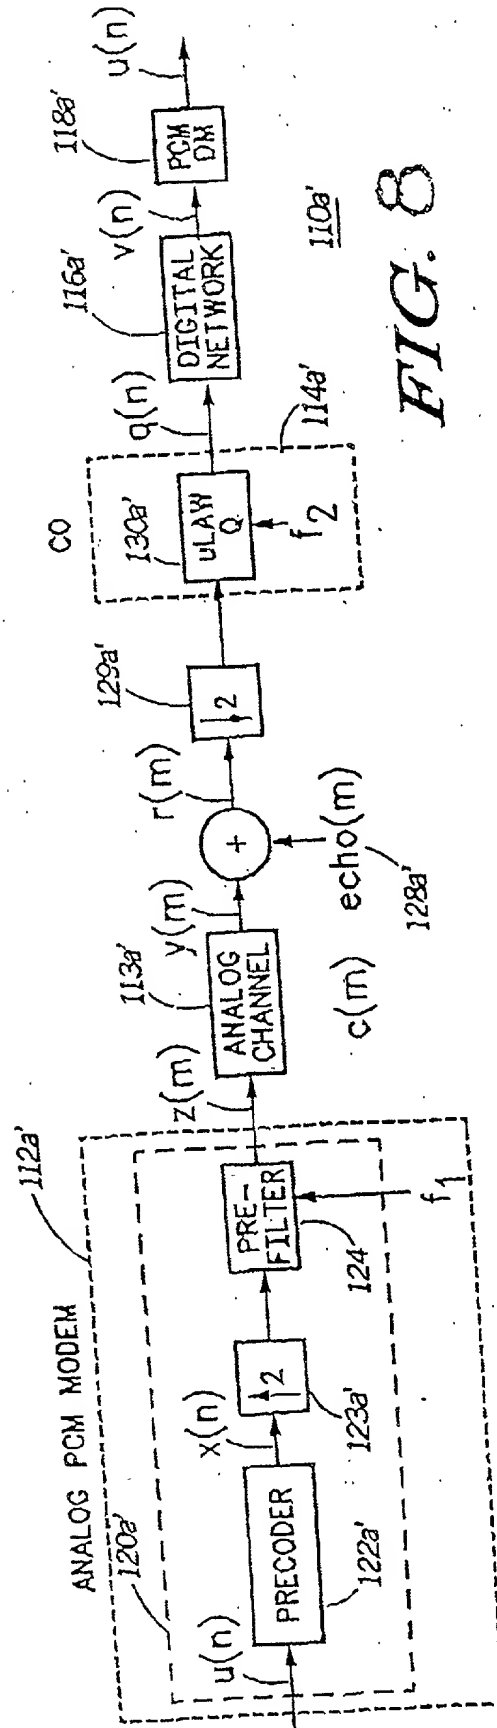 ANALOG PCM MODEM
112a'
120a'
u(n)
PRECODER
122a'
x(n)
2
123a'
PRE-
FILTER
124
f1
z(m)
113a'
ANALOG
CHANNEL
c(m)
y(m)
+
echo(m)
128a'
r(m)
129a'
2
CO
130a'
uLAW
Q
f2
114a'
q(n)
116a'
DIGITAL
NETWORK
v(n)
118a'
PCM
DM
u(n)
110a'
FIG. 8